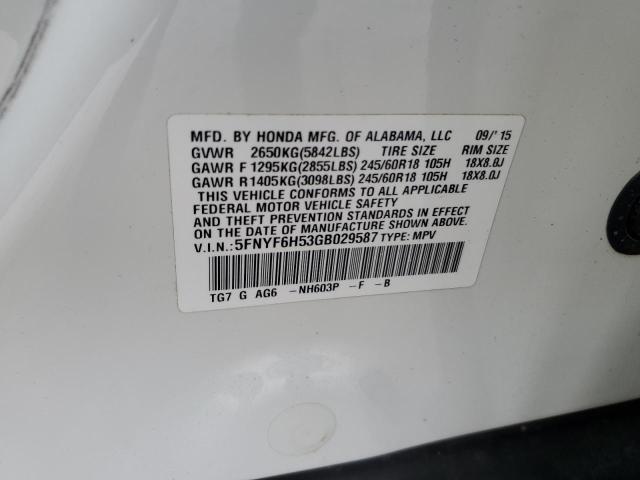 MFD. BY HONDA MFG. OF ALABAMA, LLC 09/'15
GVWR 2650KG(5842LBS) TIRE SIZE RIM SIZE
GAWR F 1295KG(2855LBS) 245/60R18 105H 18X8.0J
GAWR R1405KG(3098LBS) 245/60R18 105H 18X8.0J
THIS VEHICLE CONFORMS TO ALL APPLICABLE
FEDERAL MOTOR VEHICLE SAFETY
AND THEFT PREVENTION STANDARDS IN EFFECT
ON THE DATE OF MANUFACTURE SHOWN ABOVE.
V.I.N.: 5FNYF6H53GB029587 TYPE: MPV
TG7 G AG6 -NH603P -F -B